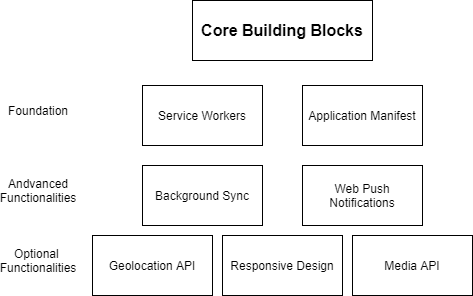 Core Building Blocks
Foundation
Service Workers
Application Manifest
Andvanced
Functionalities
Background Sync
Web Push
Notifications
Optional
Functionalities
Geolocation API
Responsive Design
Media API